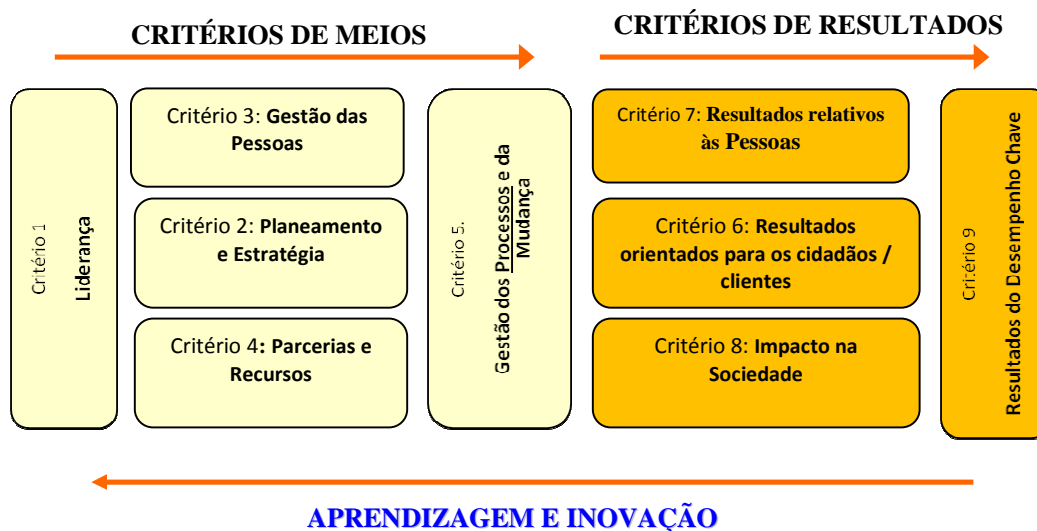 CRITÉRIOS DE MEIOS
CRITÉRIOS DE RESULTADOS
Critério 1
Liderança
Critério 3: Gestão das
Pessoas
Critério 2: Planeamento
e Estratégia
Critério 4: Parcerias e
Recursos
Critério 5.
Gestão dos Processos e da
Mudança
Critério 7: Resultados relativos
às Pessoas
Critério 6: Resultados
orientados para os cidadãos /
clientes
Critério 8: Impacto na
Sociedade
Critério 9
Resultados do Desempenho Chave
APRENDIZAGEM E INOVAÇÃO